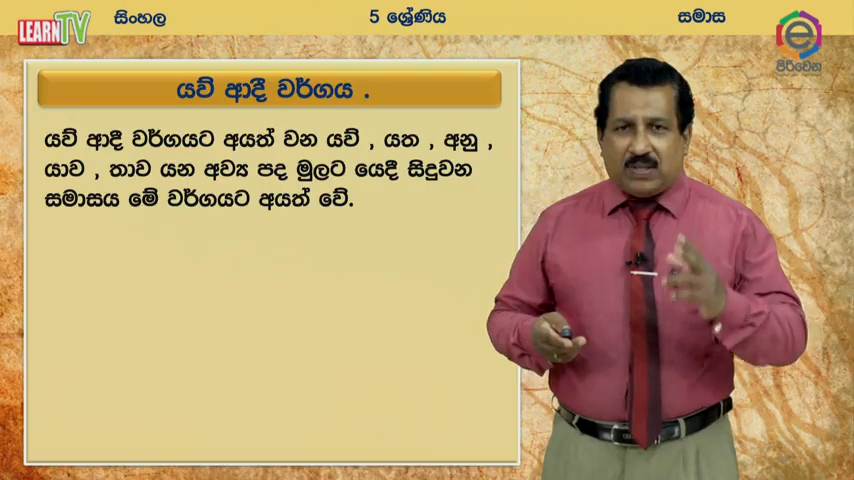 LEARN TV
සිංහල
5 ශ්‍රේණිය
සමාස
e
පිරිවෙන
යව් ආදී වර්ගය .
යව් ආදී වර්ගයට අයත් වන යව් , යත , අනු ,
යාව , තාව යන අව්‍ය පද මුලට යෙදී සිදුවන
සමාසය මේ වර්ගයට අයත් වේ.